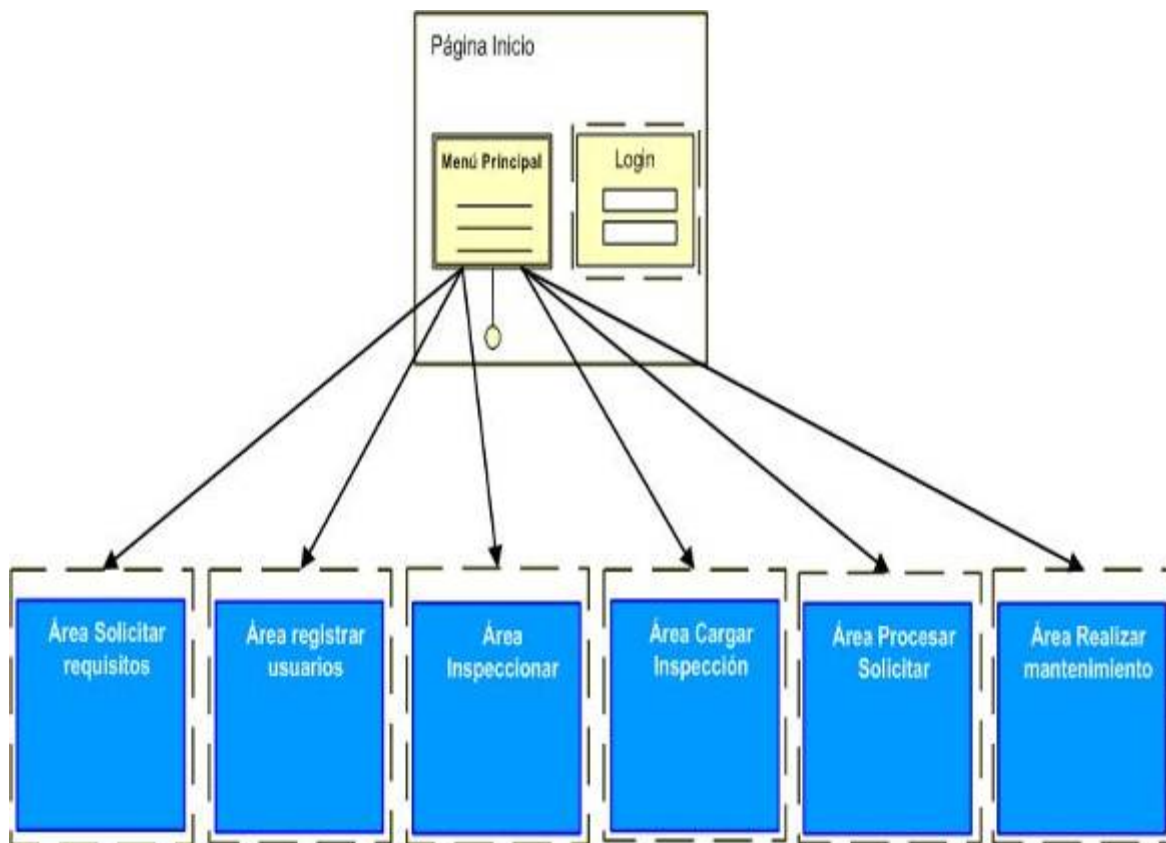 Página Inicio
Menú Principal
Login
Área Solicitar
requisitos
Área registrar
usuarios
Área
Inspeccionar
Área Cargar
Inspección
Área Procesar
Solicitar
Área Realizar
mantenimiento